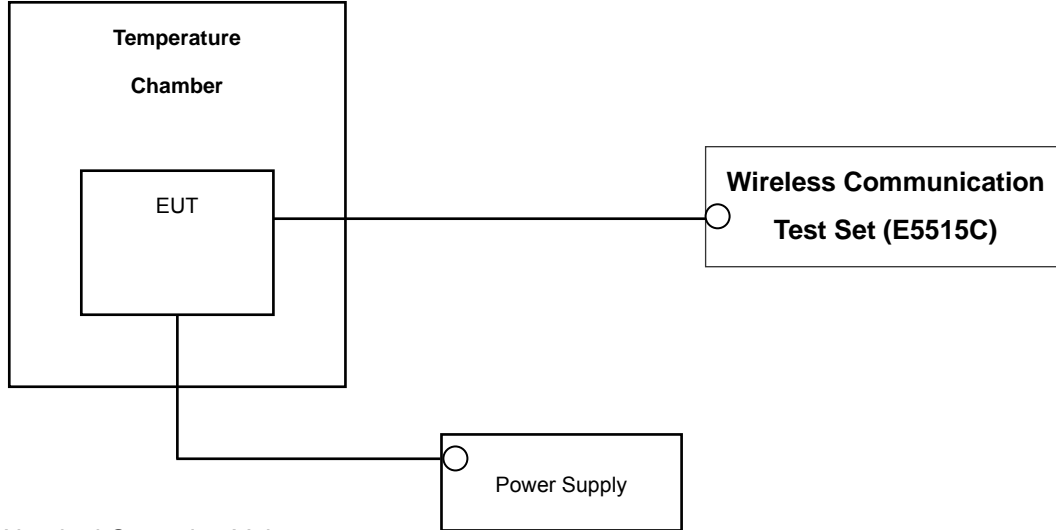 Temperature
Chamber
EUT
Wireless Communication
Test Set (E5515C)
Power Supply